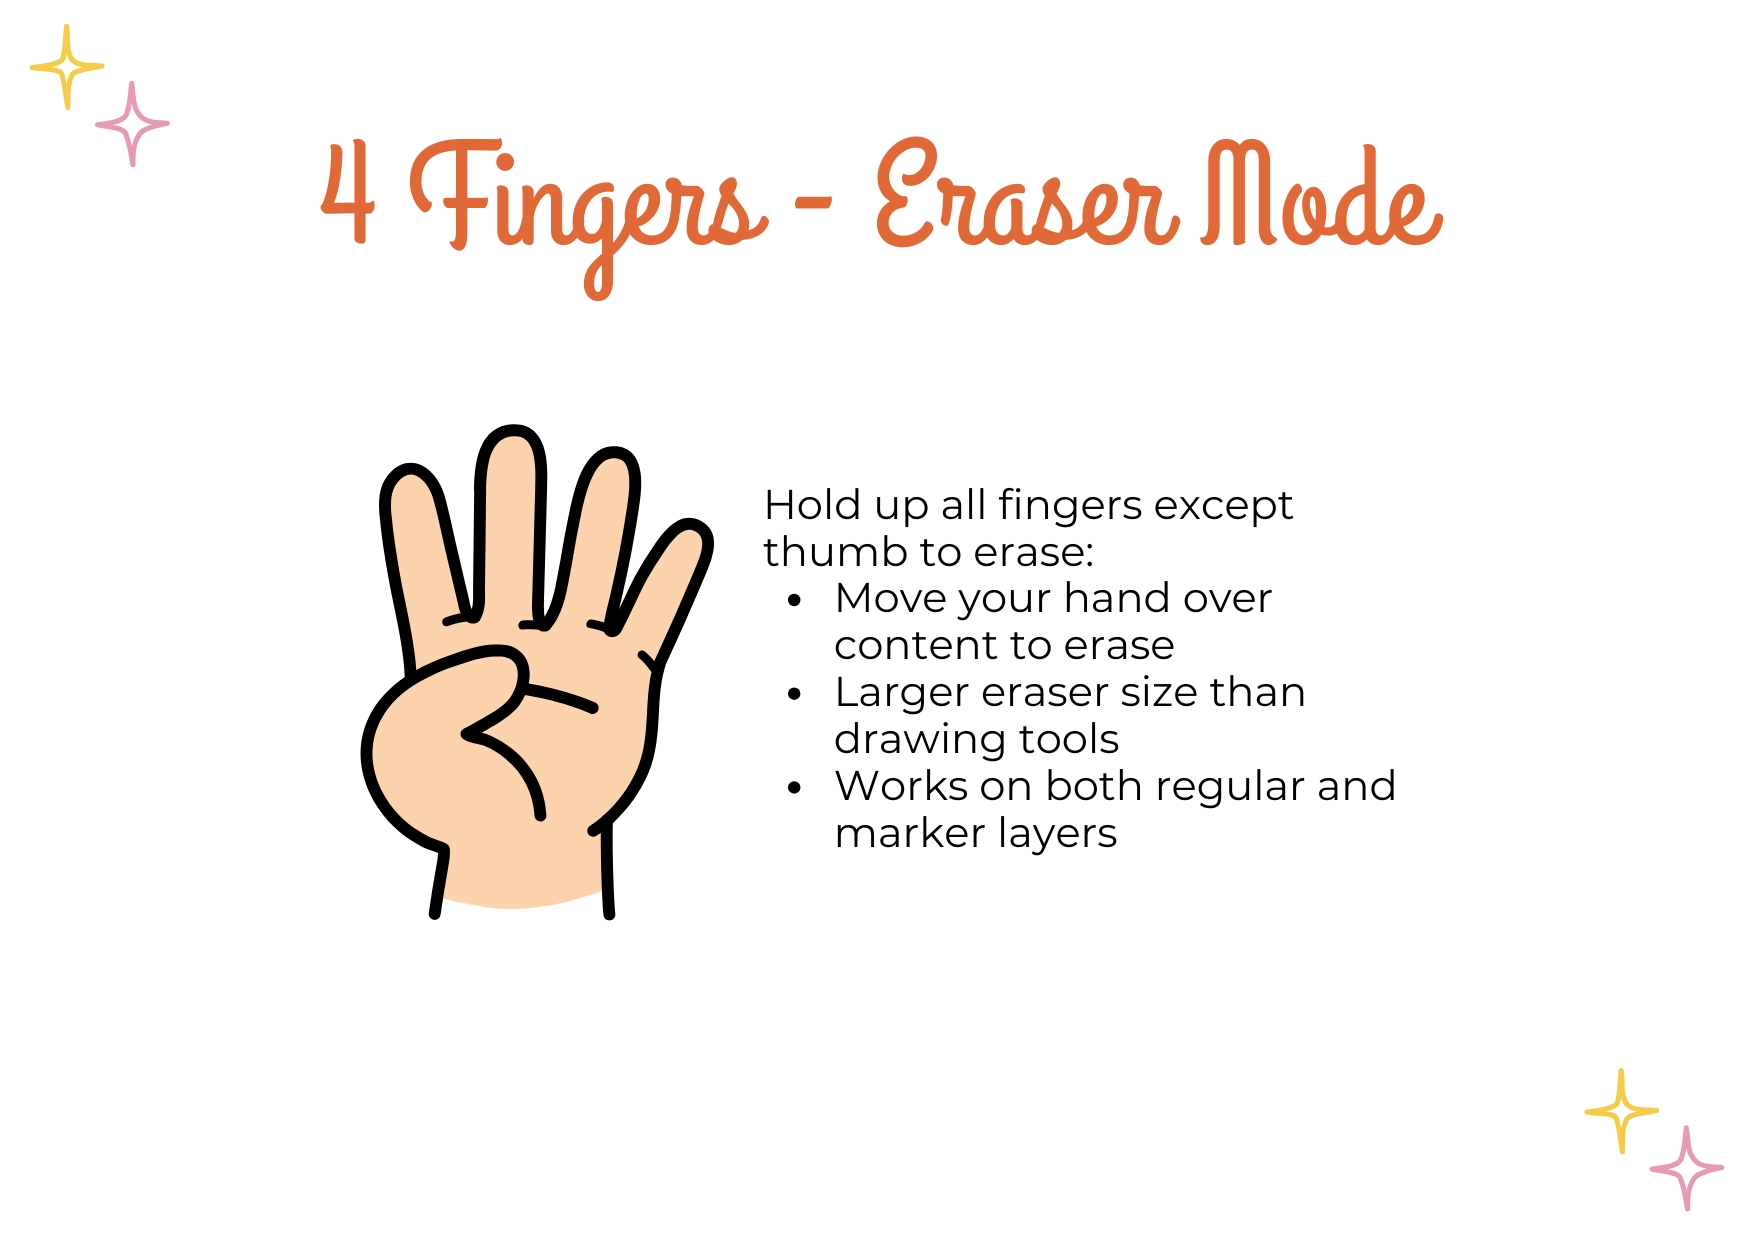 4 Fingers - Eraser Mode
Hold up all fingers except
thumb to erase:
• Move your hand over
content to erase
• Larger eraser size than
drawing tools
• Works on both regular and
marker layers